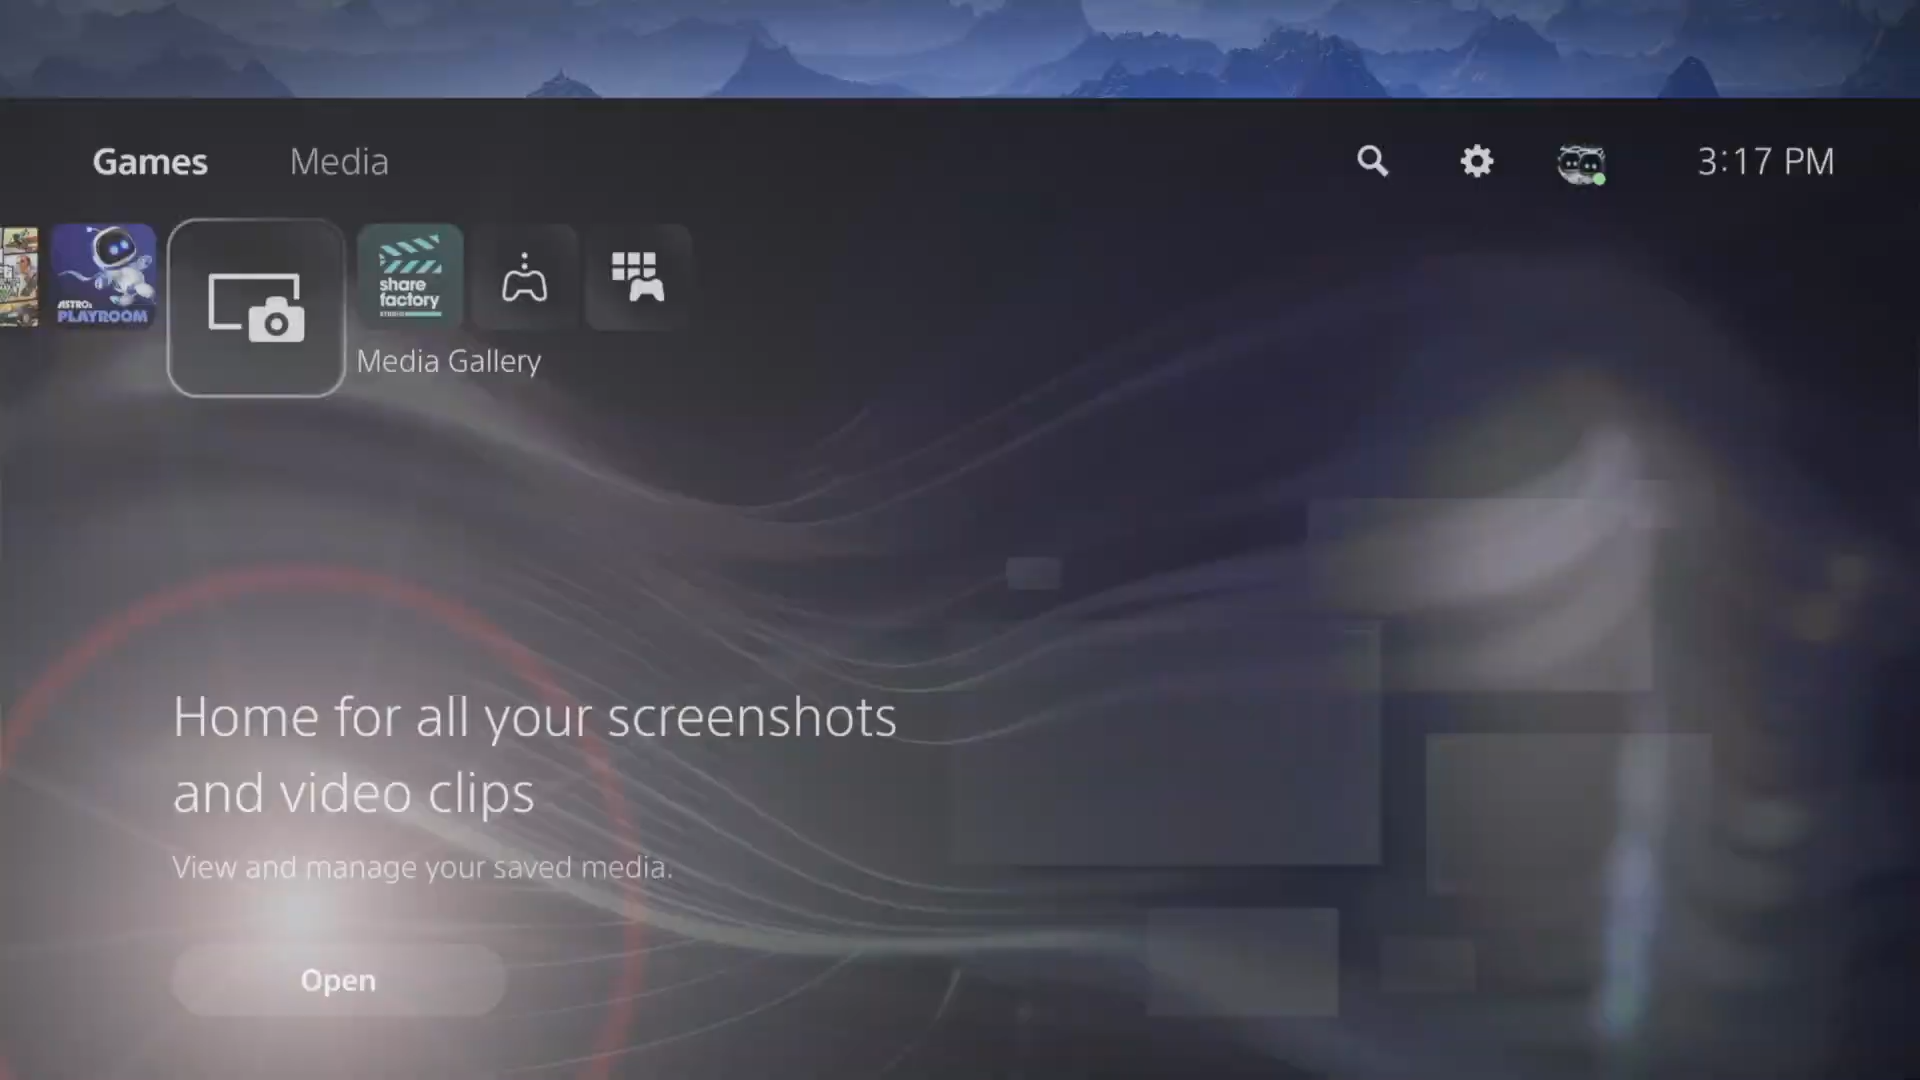 Games
Media
3:17 PM
ASTRO's
PLAYROOM
share
factory
STUDIO
Media Gallery
Home for all your screenshots
and video clips
View and manage your saved media.
Open